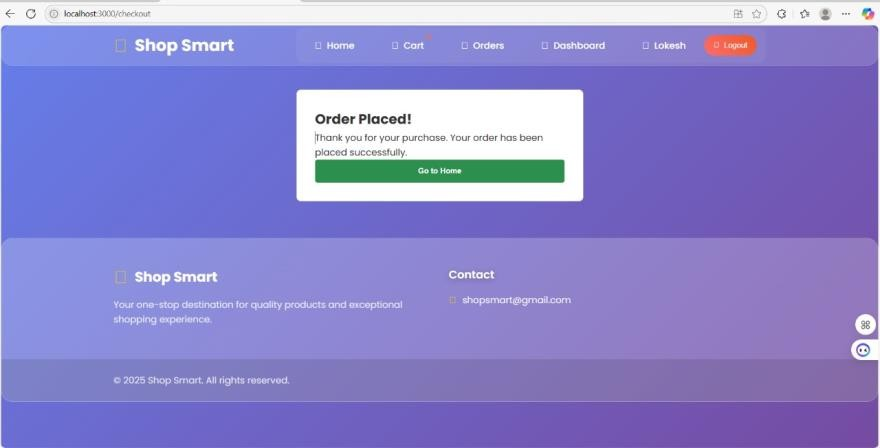 localhost:3000/checkout
Shop Smart
Home Cart Orders Dashboard Lokesh Logout
Order Placed!
Thank you for your purchase. Your order has been
placed successfully.
Go to Home
Shop Smart
Your one-stop destination for quality products and exceptional
shopping experience.
Contact
shopsmart@gmail.com
© 2025 Shop Smart. All rights reserved.